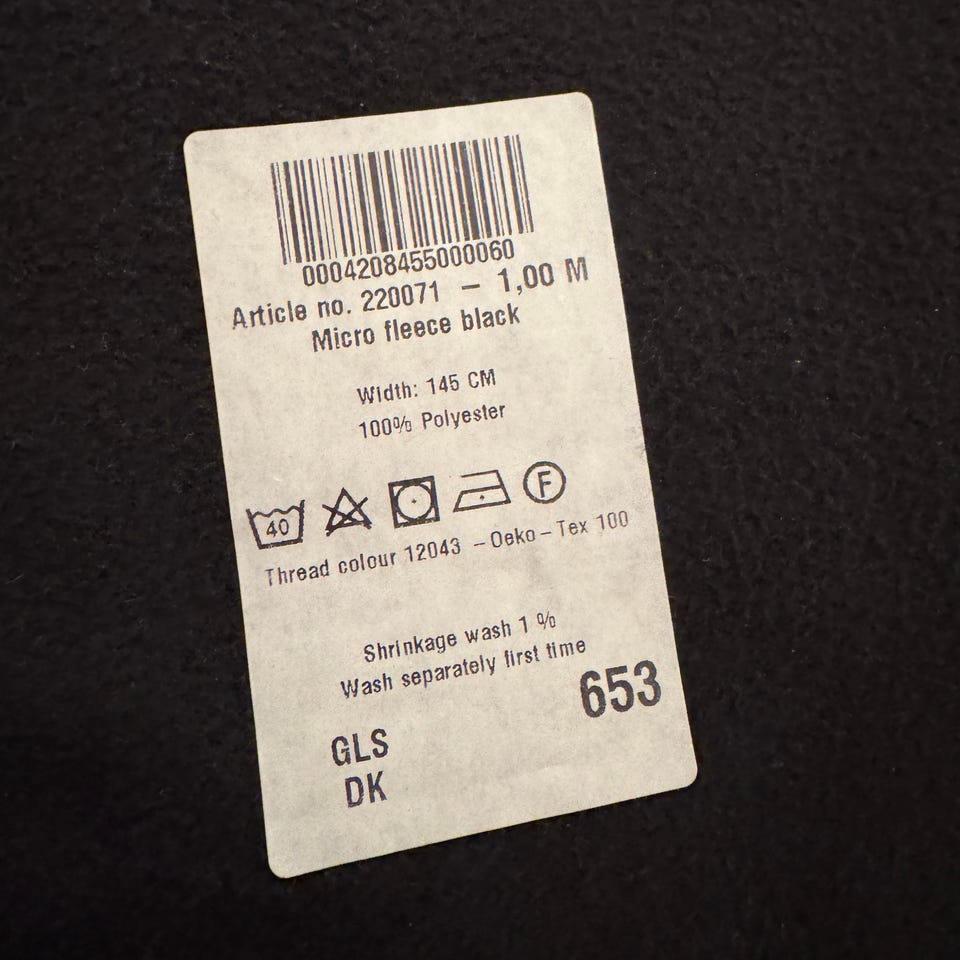 0004208455000060
Article no. 220071 – 1,00 M
Micro fleece black
Width: 145 CM
100% Polyester
40 F
Thread colour 12043 – Oeko – Tex 100
Shrinkage wash 1 %
Wash separately first time
653
GLS
DK